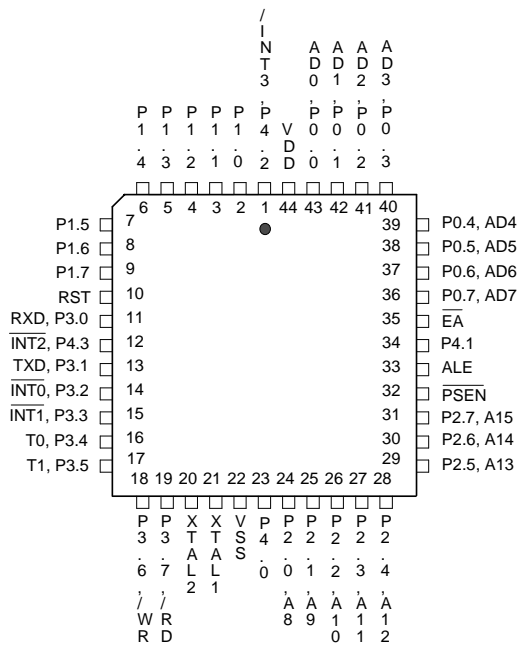 /INT3, P4.2
AD0, P0.0
AD1, P0.1
AD2, P0.2
AD3, P0.3
P1.4
P1.3
P1.2
P1.1
P1.0
VDD
6 5 4 3 2 1 44 43 42 41 40
P1.5 7
P1.6 8
P1.7 9
RST 10
RXD, P3.0 11
INT2, P4.3 12
TXD, P3.1 13
INT0, P3.2 14
INT1, P3.3 15
T0, P3.4 16
T1, P3.5 17
39 P0.4, AD4
38 P0.5, AD5
37 P0.6, AD6
36 P0.7, AD7
35 EA
34 P4.1
33 ALE
32 PSEN
31 P2.7, A15
30 P2.6, A14
29 P2.5, A13
18 19 20 21 22 23 24 25 26 27 28
P3.6, /WR
P3.7, /RD
XTAL2
XTAL1
VSS
P4.0
P2.0, A8
P2.1, A9
P2.2, A10
P2.3, A11
P2.4, A12